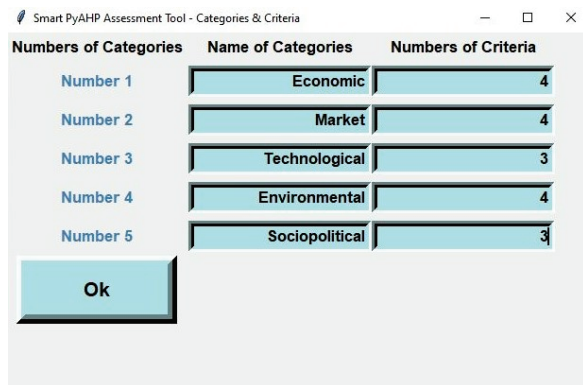 Smart PyAHP Assessment Tool - Categories & Criteria
Numbers of Categories Name of Categories Numbers of Criteria
Number 1 Economic 4
Number 2 Market 4
Number 3 Technological 3
Number 4 Environmental 4
Number 5 Sociopolitical 3
Ok